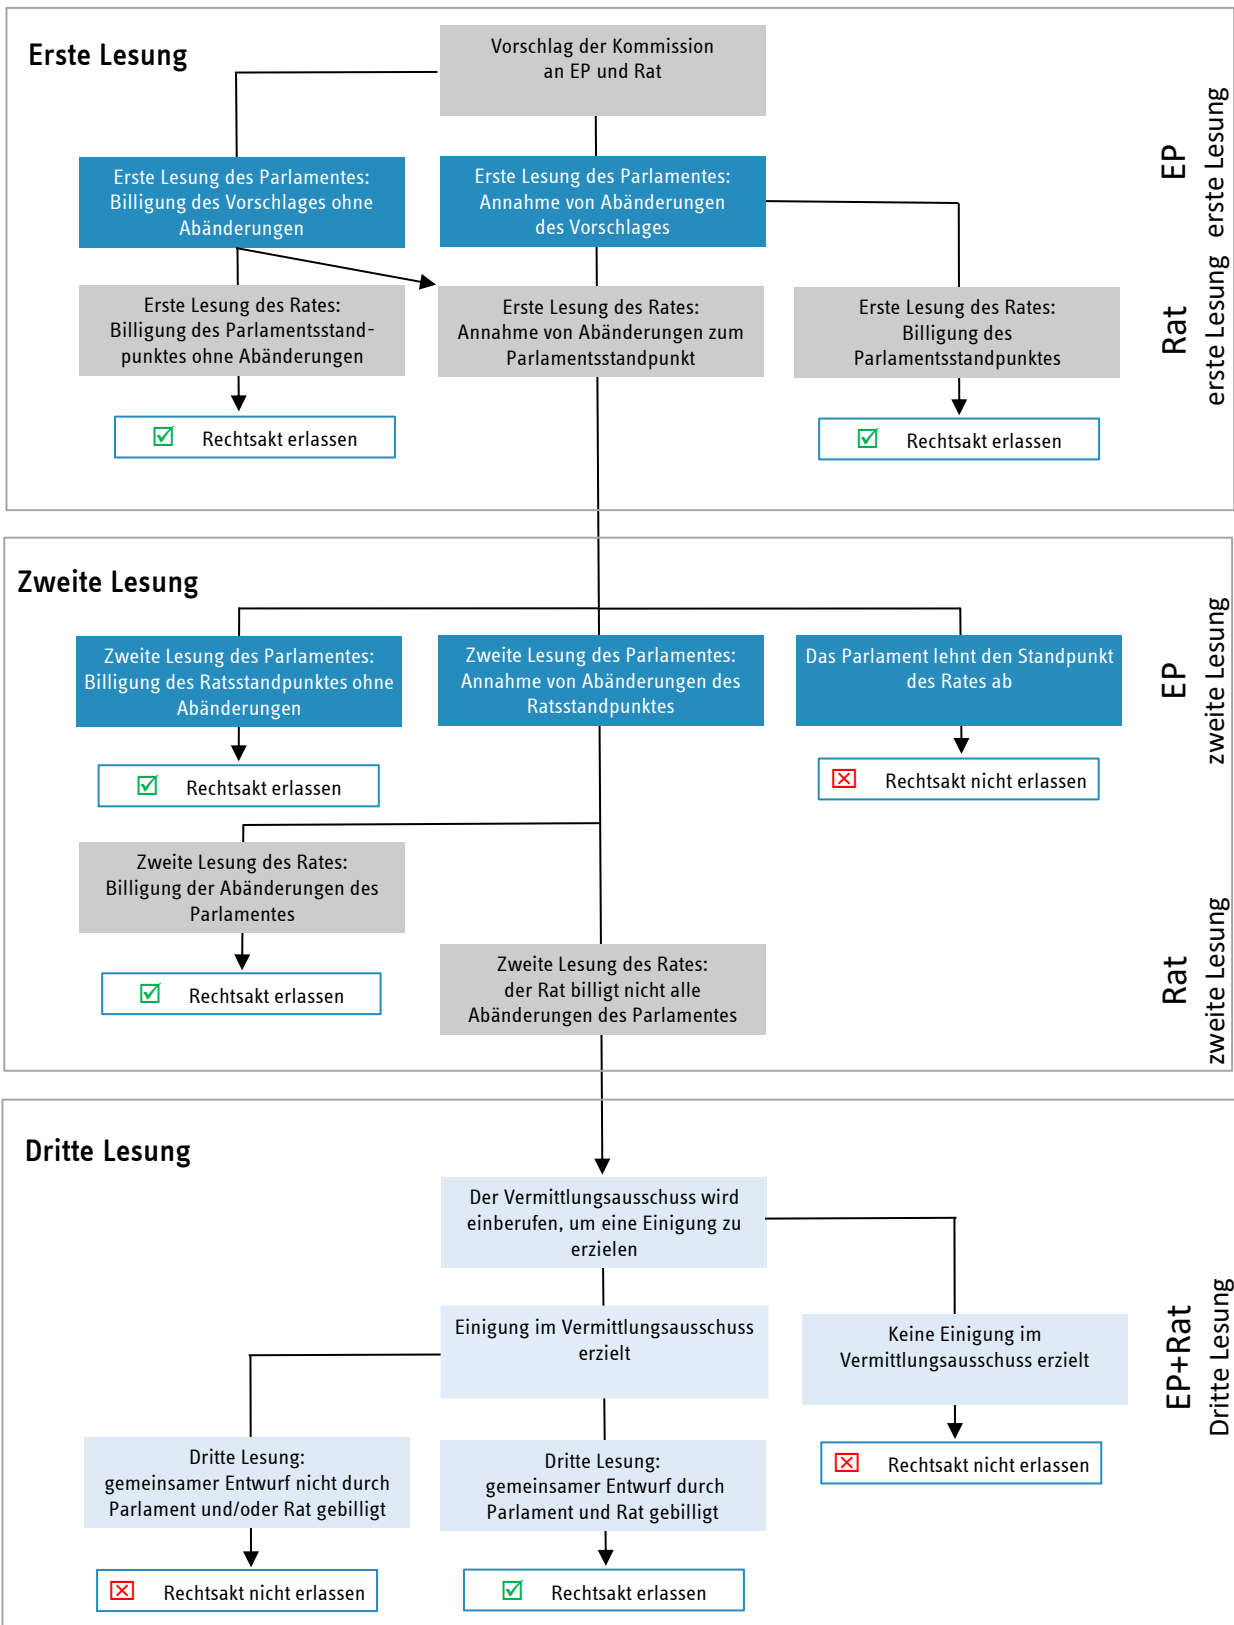 Erste Lesung
Vorschlag der Kommission
an EP und Rat
Erste Lesung des Parlamentes:
Billigung des Vorschlages ohne
Abänderungen
Erste Lesung des Parlamentes:
Annahme von Abänderungen
des Vorschlages
EP
erste Lesung
Erste Lesung des Rates:
Billigung des Parlamentsstand-
punktes ohne Abänderungen
Erste Lesung des Rates:
Annahme von Abänderungen zum
Parlamentsstandpunkt
Erste Lesung des Rates:
Billigung des
Parlamentsstandpunktes
Rat
erste Lesung
Rechtsakt erlassen
Rechtsakt erlassen
Zweite Lesung
Zweite Lesung des Parlamentes:
Billigung des Ratsstandpunktes ohne
Abänderungen
Zweite Lesung des Parlamentes:
Annahme von Abänderungen des
Ratsstandpunktes
Das Parlament lehnt den Standpunkt
des Rates ab
EP
zweite Lesung
Rechtsakt erlassen
Rechtsakt nicht erlassen
Zweite Lesung des Rates:
Billigung der Abänderungen des
Parlamentes
Rechtsakt erlassen
Zweite Lesung des Rates:
der Rat billigt nicht alle
Abänderungen des Parlamentes
Rat
zweite Lesung
Dritte Lesung
Der Vermittlungsausschuss wird
einberufen, um eine Einigung zu
erzielen
Einigung im Vermittlungsausschuss
erzielt
Keine Einigung im
Vermittlungsausschuss erzielt
EP+Rat
Dritte Lesung
Dritte Lesung:
gemeinsamer Entwurf nicht durch
Parlament und/oder Rat gebilligt
Dritte Lesung:
gemeinsamer Entwurf durch
Parlament und Rat gebilligt
Rechtsakt nicht erlassen
Rechtsakt nicht erlassen
Rechtsakt erlassen